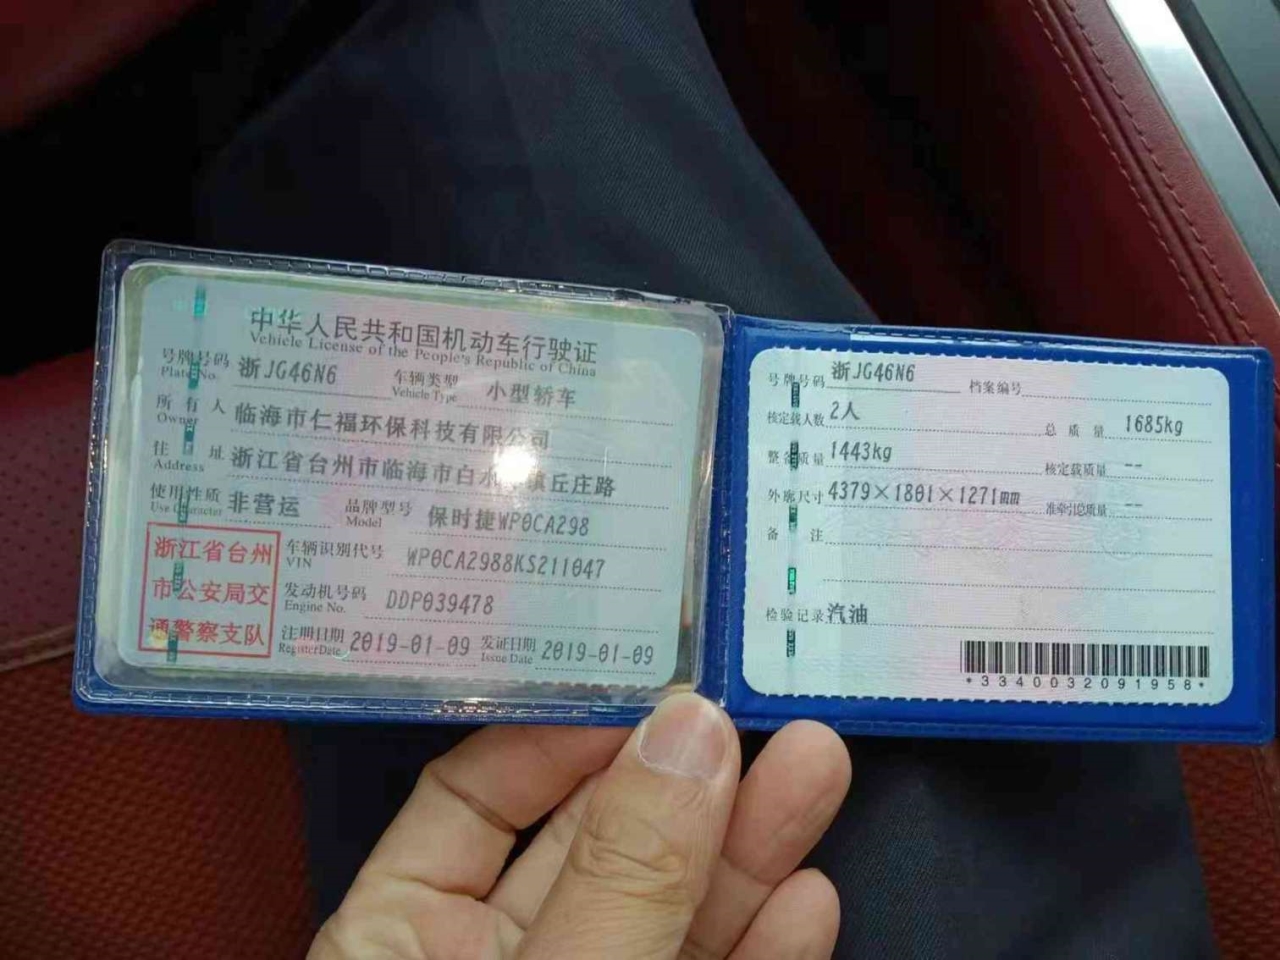 中华人民共和国机动车行驶证
Vehicle License of the People's Republic of China
号牌号码 浙JG46N6 车辆类型 小型轿车
Plate No. Vehicle Type
所有人 临海市仁福环保科技有限公司
Owner
住址 浙江省台州市临海市白水 镇丘庄路
Address
使用性质 非营运 品牌型号 保时捷WP0CA298
Use Character Model
浙江省台州
市公安局交
通警察支队
车辆识别代号 WP0CA2988KS211047
VIN
发动机号码 DDP039478
Engine No.
注册日期 2019-01-09 发证日期 2019-01-09
Register Date Issue Date
号牌号码 浙JG46N6 档案编号
核定载人数 2人 总质量 1685kg
整备质量 1443kg 核定载质量 --
外廓尺寸 4379×1801×1271mm 准牵引总质量 --
备注
检验记录 汽油
*3340032091958*